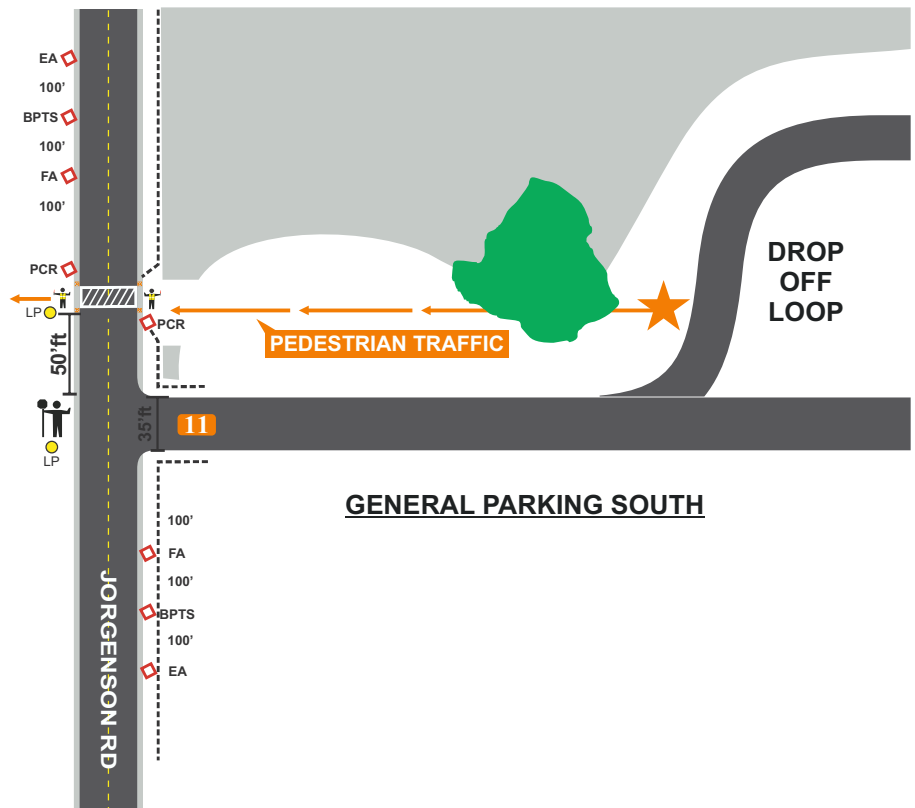 EA
100’
BPTS
100’
FA
100’
PCR
LP
PCR
DROP
OFF
LOOP
PEDESTRIAN TRAFFIC
50’ft
35’ft
11
LP
GENERAL PARKING SOUTH
100’
FA
100’
BPTS
100’
EA
JORGENSON RD